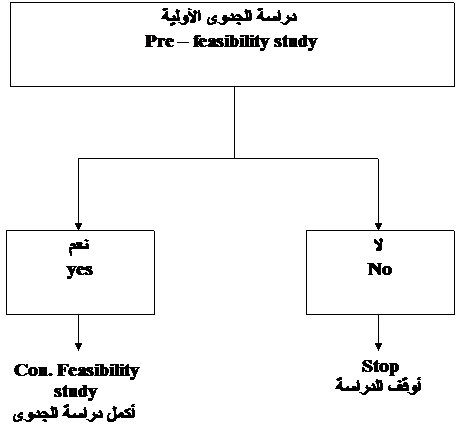 دراسة الجدوى الأولية
Pre – feasibility study
نعم
yes
لا
No
Con. Feasibility
study
أكمل دراسة الجدوى
Stop
أوقف الدراسة